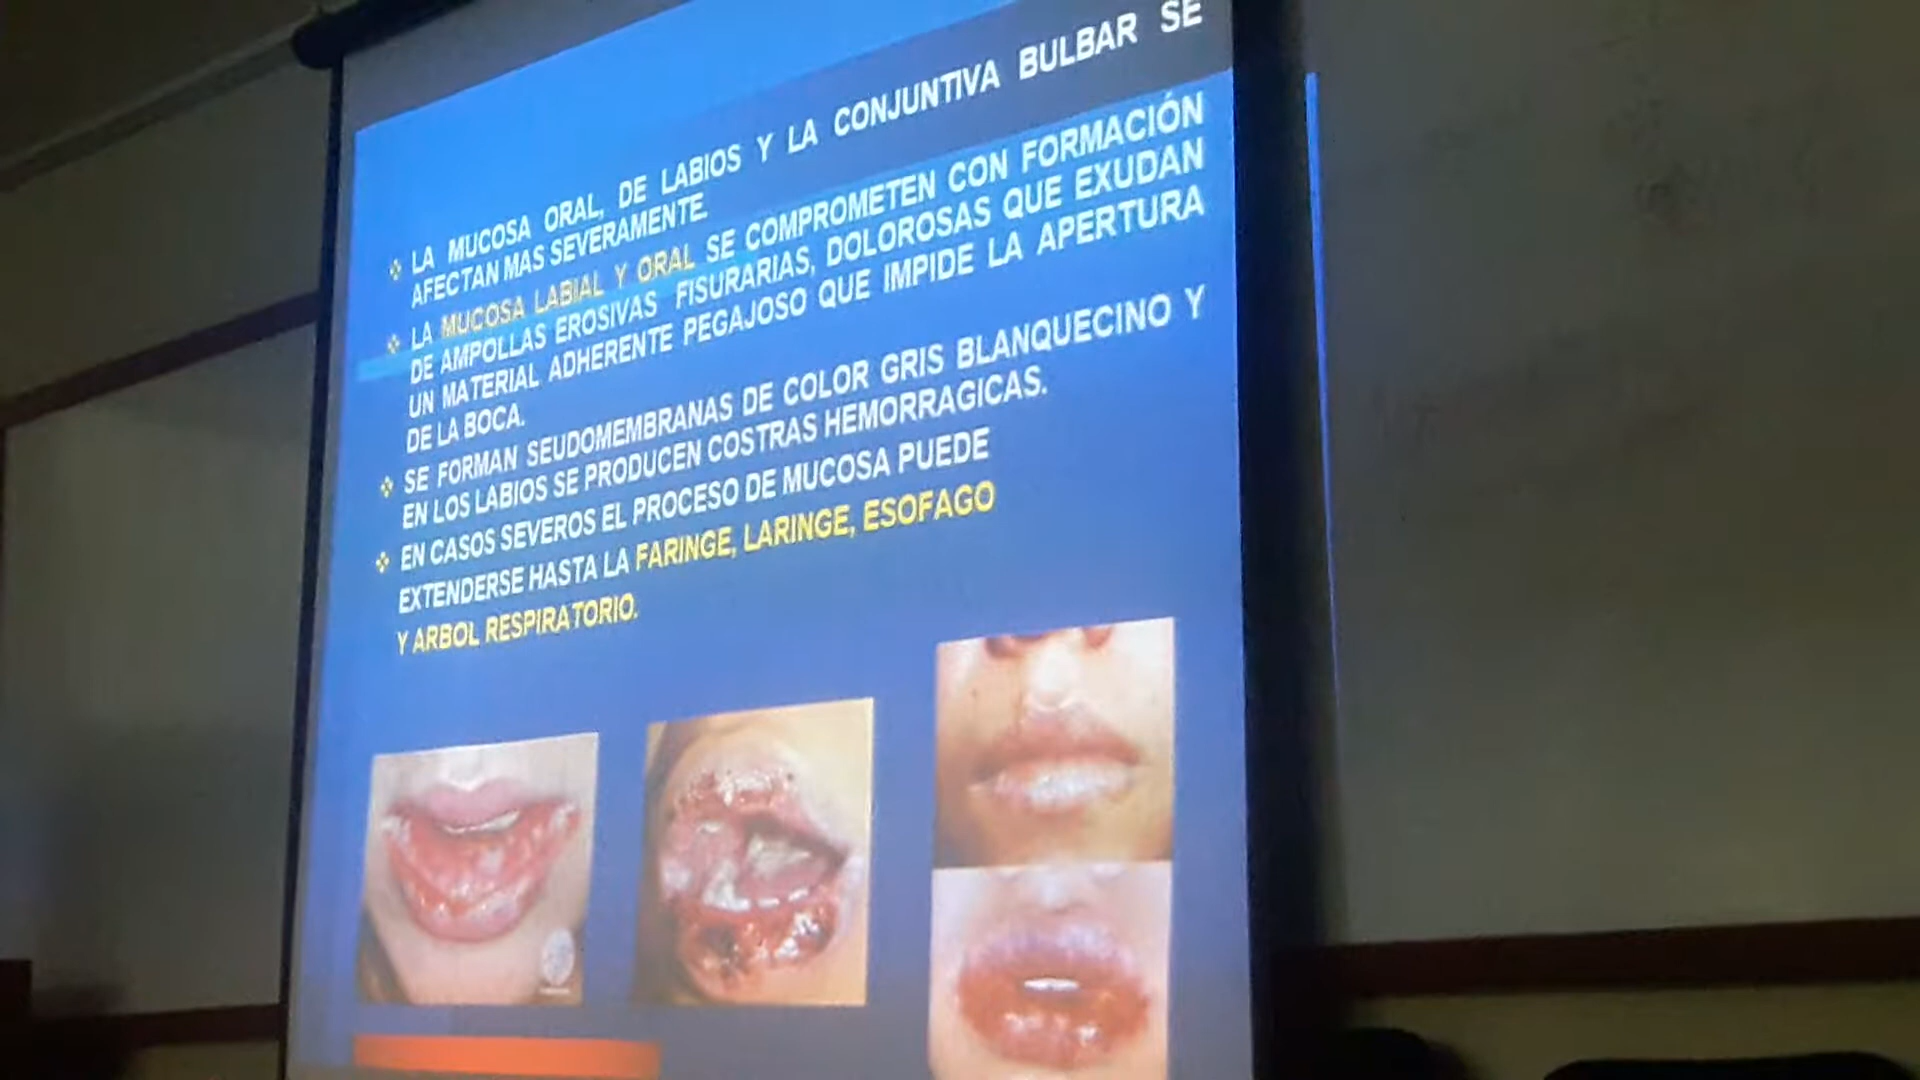 LA MUCOSA ORAL, DE LABIOS Y LA CONJUNTIVA BULBAR SE
AFECTAN MAS SEVERAMENTE.
LA MUCOSA LABIAL Y ORAL SE COMPROMETEN CON FORMACIÓN
DE AMPOLLAS EROSIVAS FISURARIAS, DOLOROSAS QUE EXUDAN
UN MATERIAL ADHERENTE PEGAJOSO QUE IMPIDE LA APERTURA
DE LA BOCA.
SE FORMAN SEUDOMEMBRANAS DE COLOR GRIS BLANQUECINO Y
EN LOS LABIOS SE PRODUCEN COSTRAS HEMORRAGICAS.
EN CASOS SEVEROS EL PROCESO DE MUCOSA PUEDE
EXTENDERSE HASTA LA FARINGE, LARINGE, ESOFAGO
Y ARBOL RESPIRATORIO.